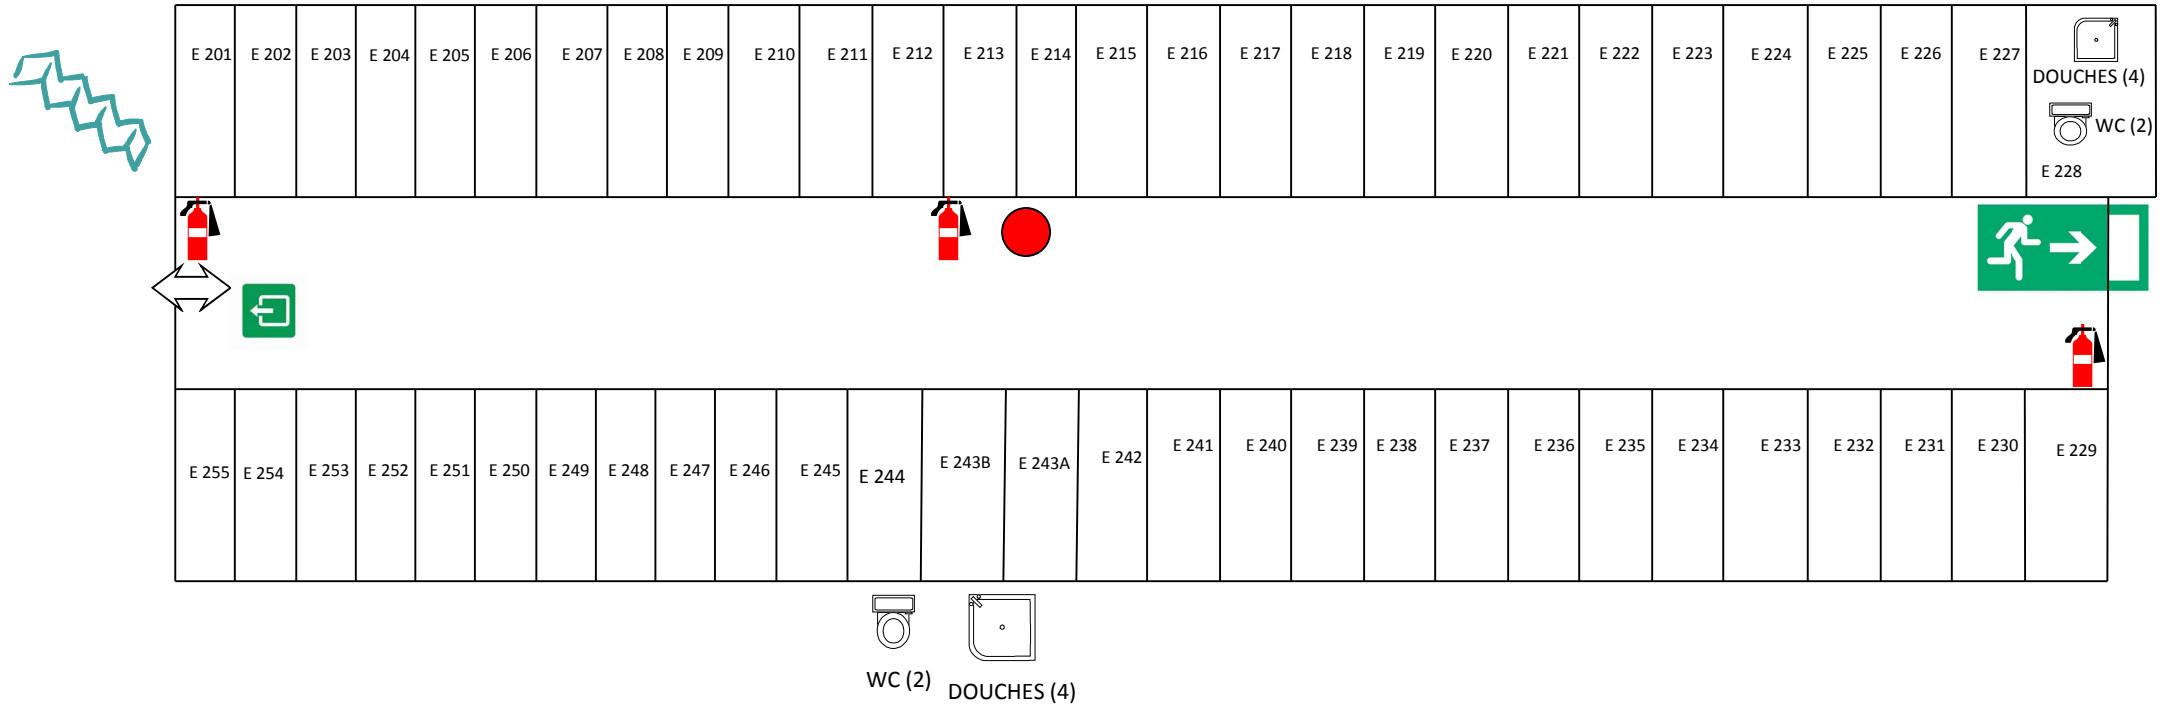 E 201 E 202 E 203 E 204 E 205 E 206 E 207 E 208 E 209 E 210 E 211 E 212 E 213 E 214 E 215 E 216 E 217 E 218 E 219 E 220 E 221 E 222 E 223 E 224 E 225 E 226 E 227
DOUCHES (4)
WC (2)
E 228
E 255 E 254 E 253 E 252 E 251 E 250 E 249 E 248 E 247 E 246 E 245 E 244 E 243B E 243A E 242 E 241 E 240 E 239 E 238 E 237 E 236 E 235 E 234 E 233 E 232 E 231 E 230 E 229
WC (2)
DOUCHES (4)